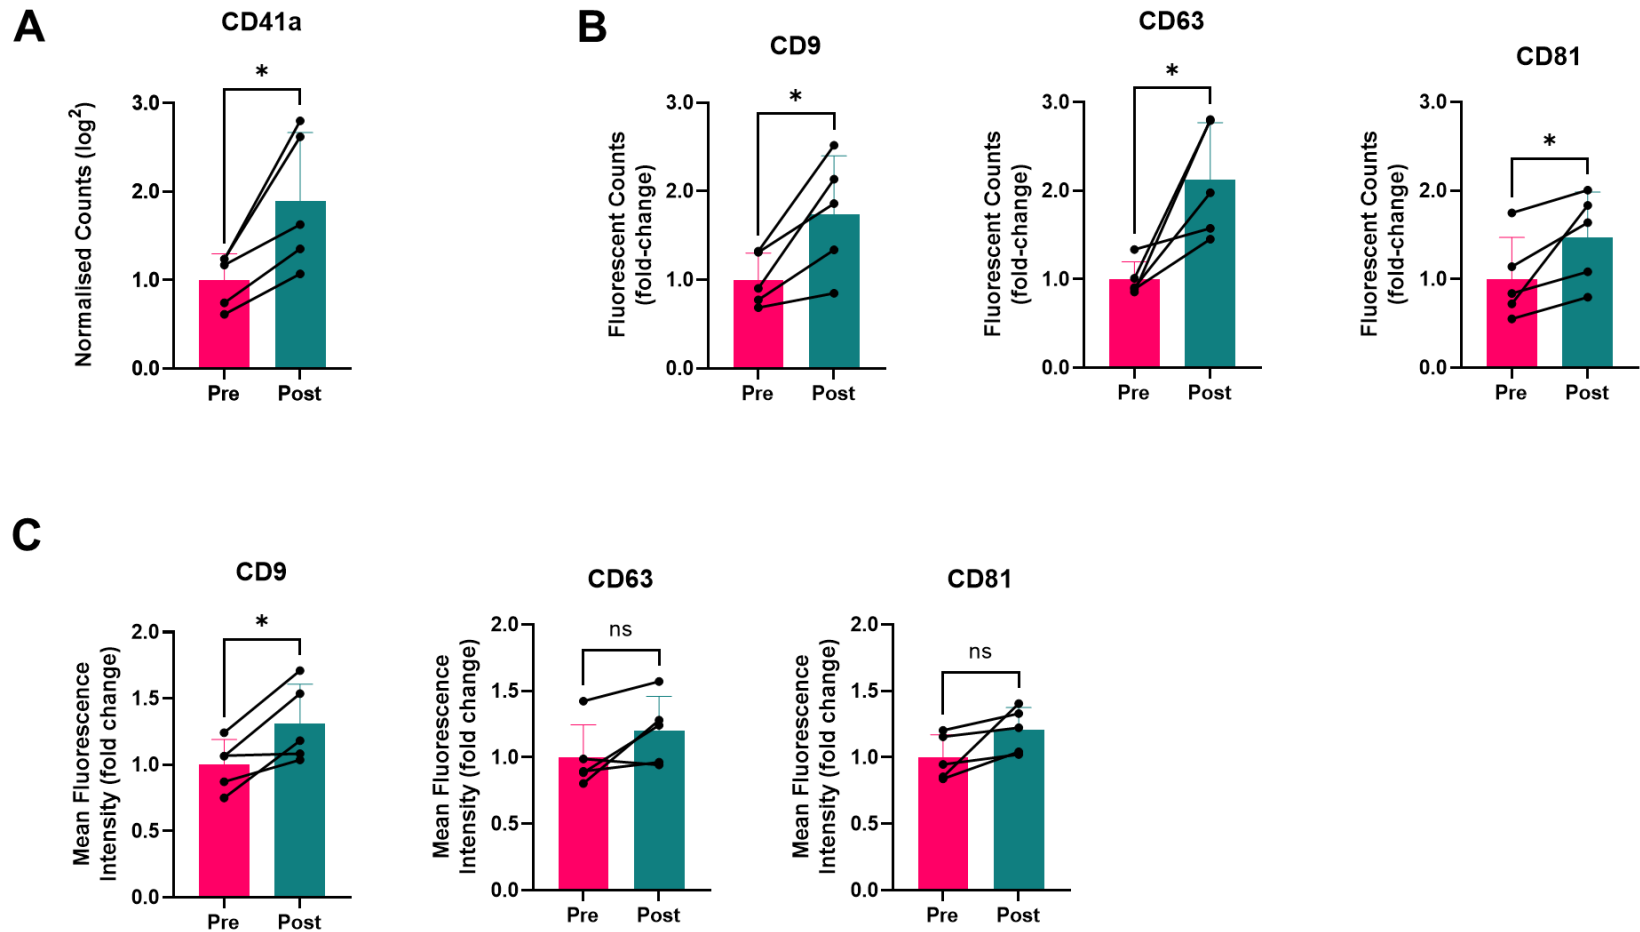 A
CD41a
*
Normalised Counts (log2)
3.0
2.0
1.0
0.0
Pre
Post
B
CD9
*
Fluorescent Counts
(fold-change)
3.0
2.0
1.0
0.0
Pre
Post
CD63
*
Fluorescent Counts
(fold-change)
3.0
2.0
1.0
0.0
Pre
Post
CD81
*
Fluorescent Counts
(fold-change)
3.0
2.0
1.0
0.0
Pre
Post
C
CD9
*
Mean Fluorescence
Intensity (fold change)
2.0
1.5
1.0
0.5
0.0
Pre
Post
CD63
ns
Mean Fluorescence
Intensity (fold change)
2.0
1.5
1.0
0.5
0.0
Pre
Post
CD81
ns
Mean Fluorescence
Intensity (fold change)
2.0
1.5
1.0
0.5
0.0
Pre
Post